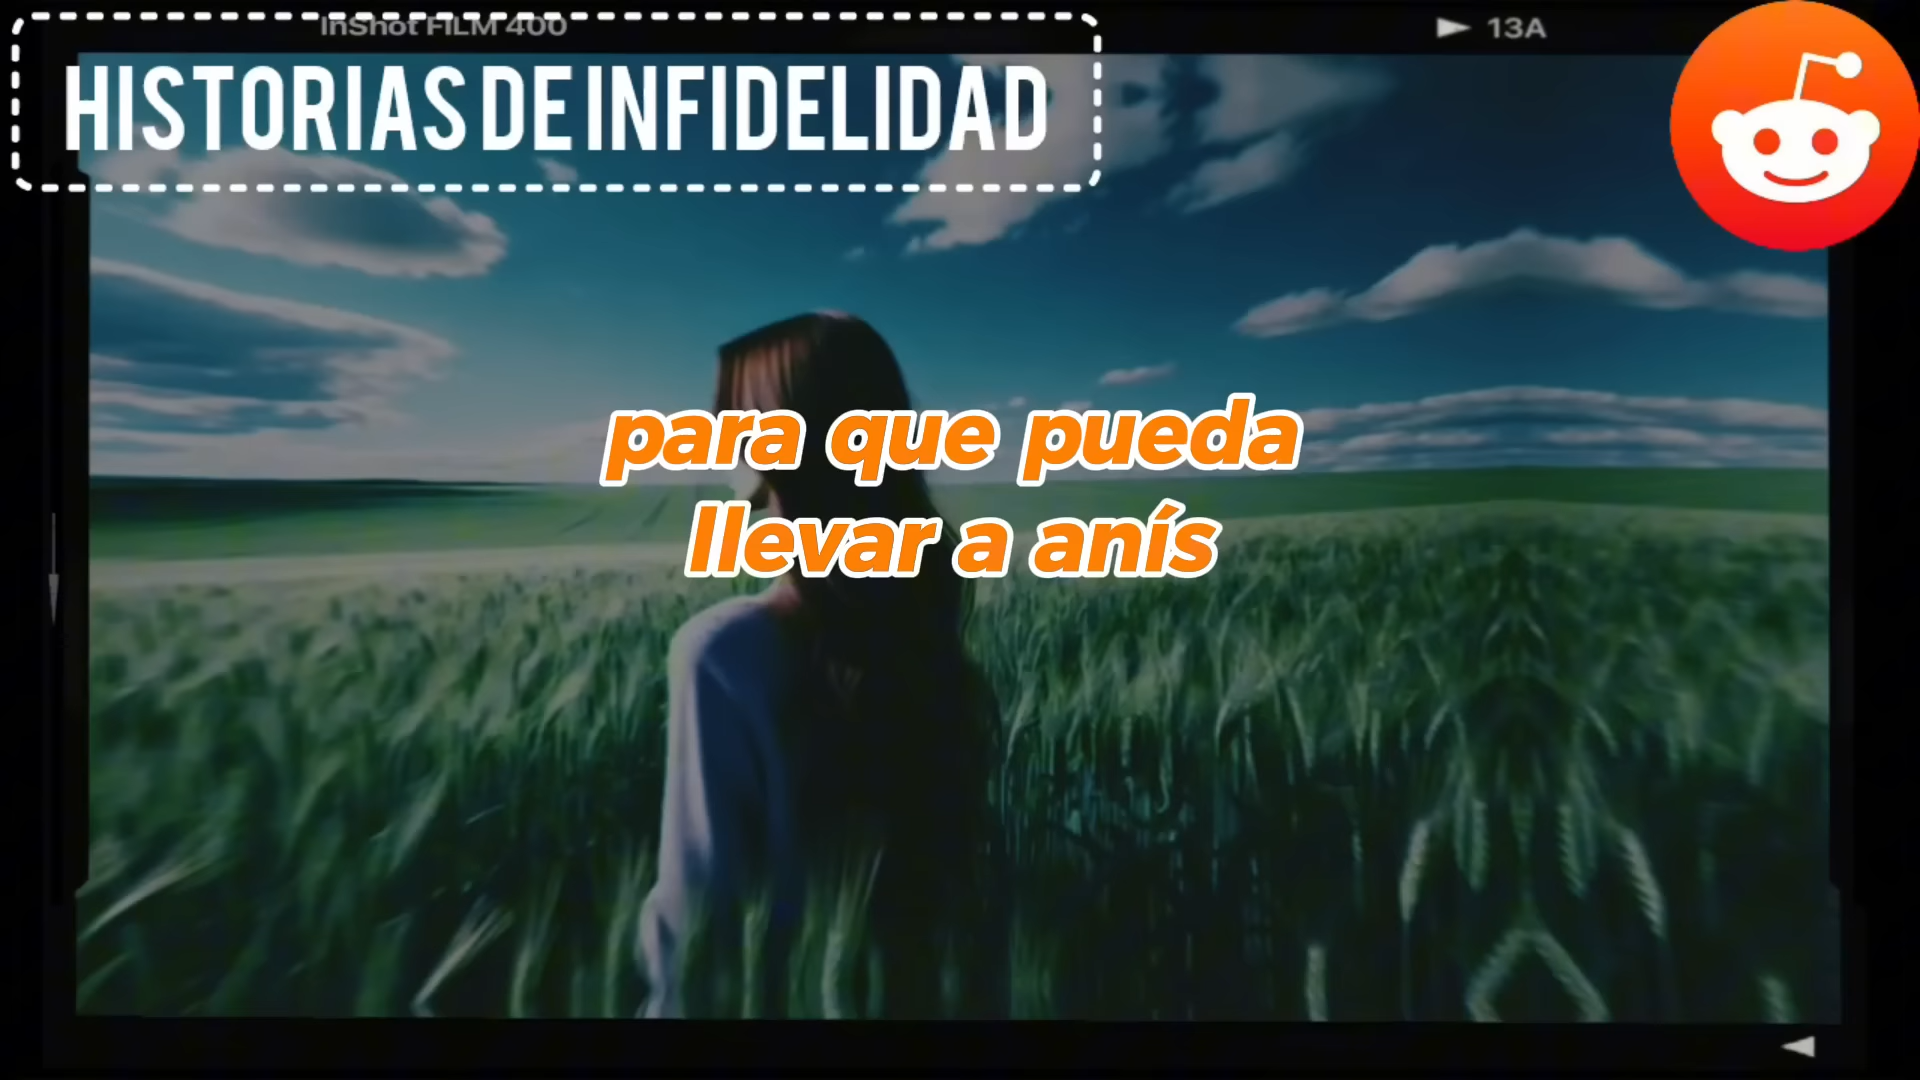 InShot FILM 400
13A
HISTORIAS DE INFIDELIDAD
para que pueda
llevar a anís